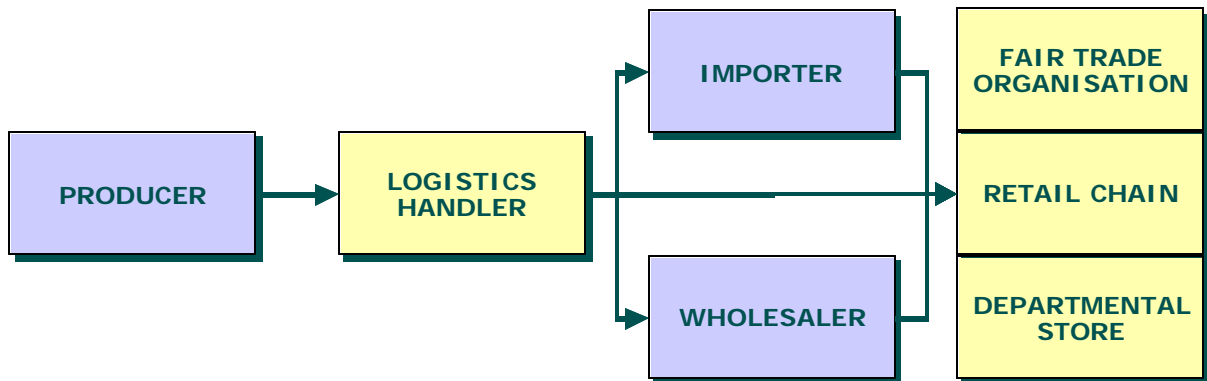 PRODUCER
LOGISTICS
HANDLER
IMPORTER
WHOLESALER
FAIR TRADE
ORGANISATION
RETAIL CHAIN
DEPARTMENTAL
STORE